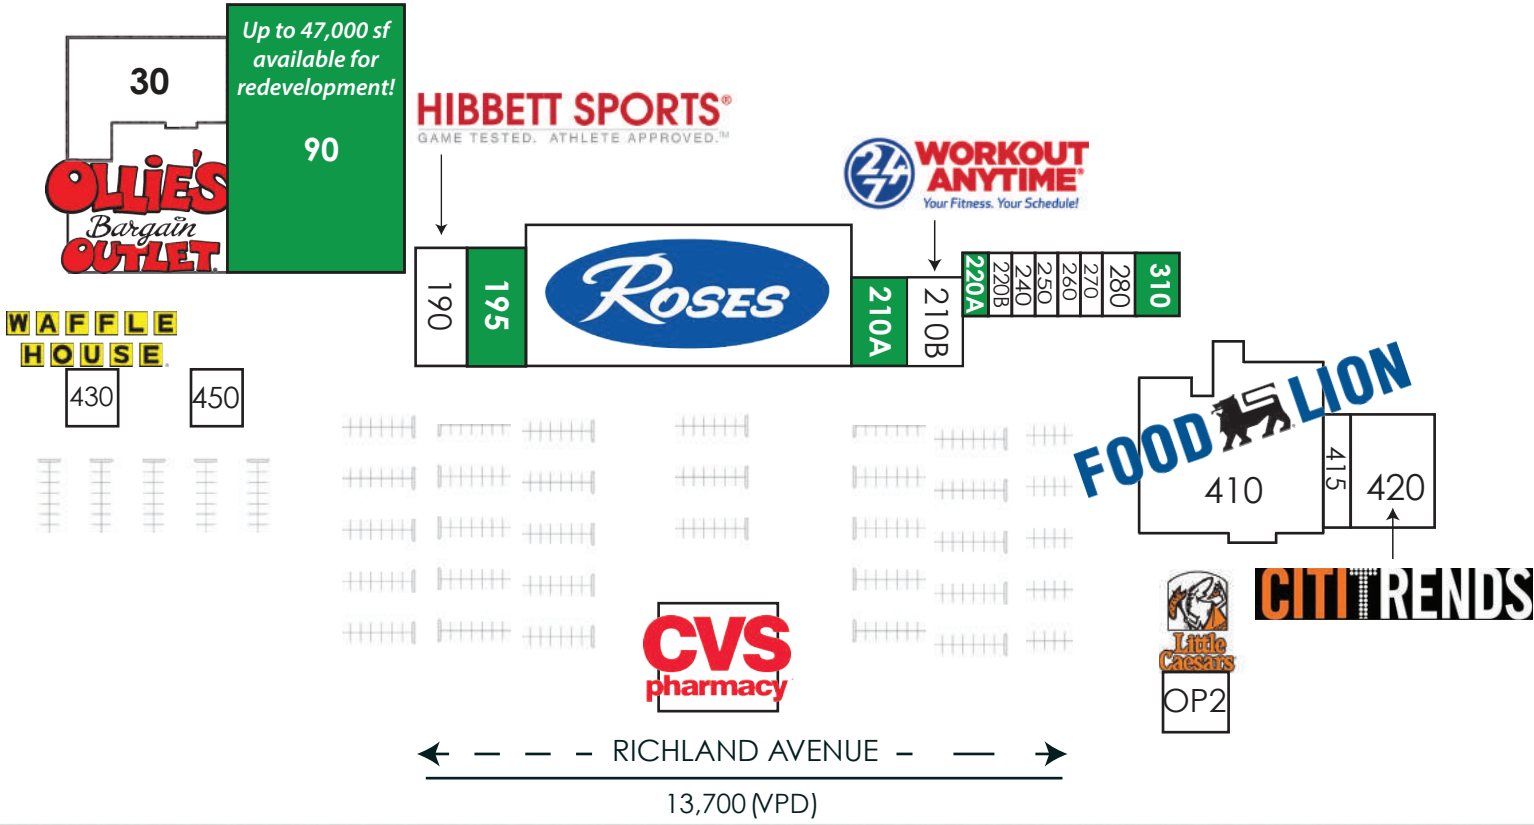 Up to 47,000 sf
available for
redevelopment!
30
90
OLLiE'S
Bargain
OUTLET
HIBBETT SPORTS®
GAME TESTED. ATHLETE APPROVED.™
24
7
WORKOUT
ANYTIME®
Your Fitness. Your Schedule!
190
195
ROSES
210A
210B
220A
220B
240
250
260
270
280
310
WAFFLE
HOUSE
430
450
FOOD LION
410
415
420
CITITRENDS
CVS
pharmacy
Little
Caesars
OP2
RICHLAND AVENUE
13,700 (VPD)